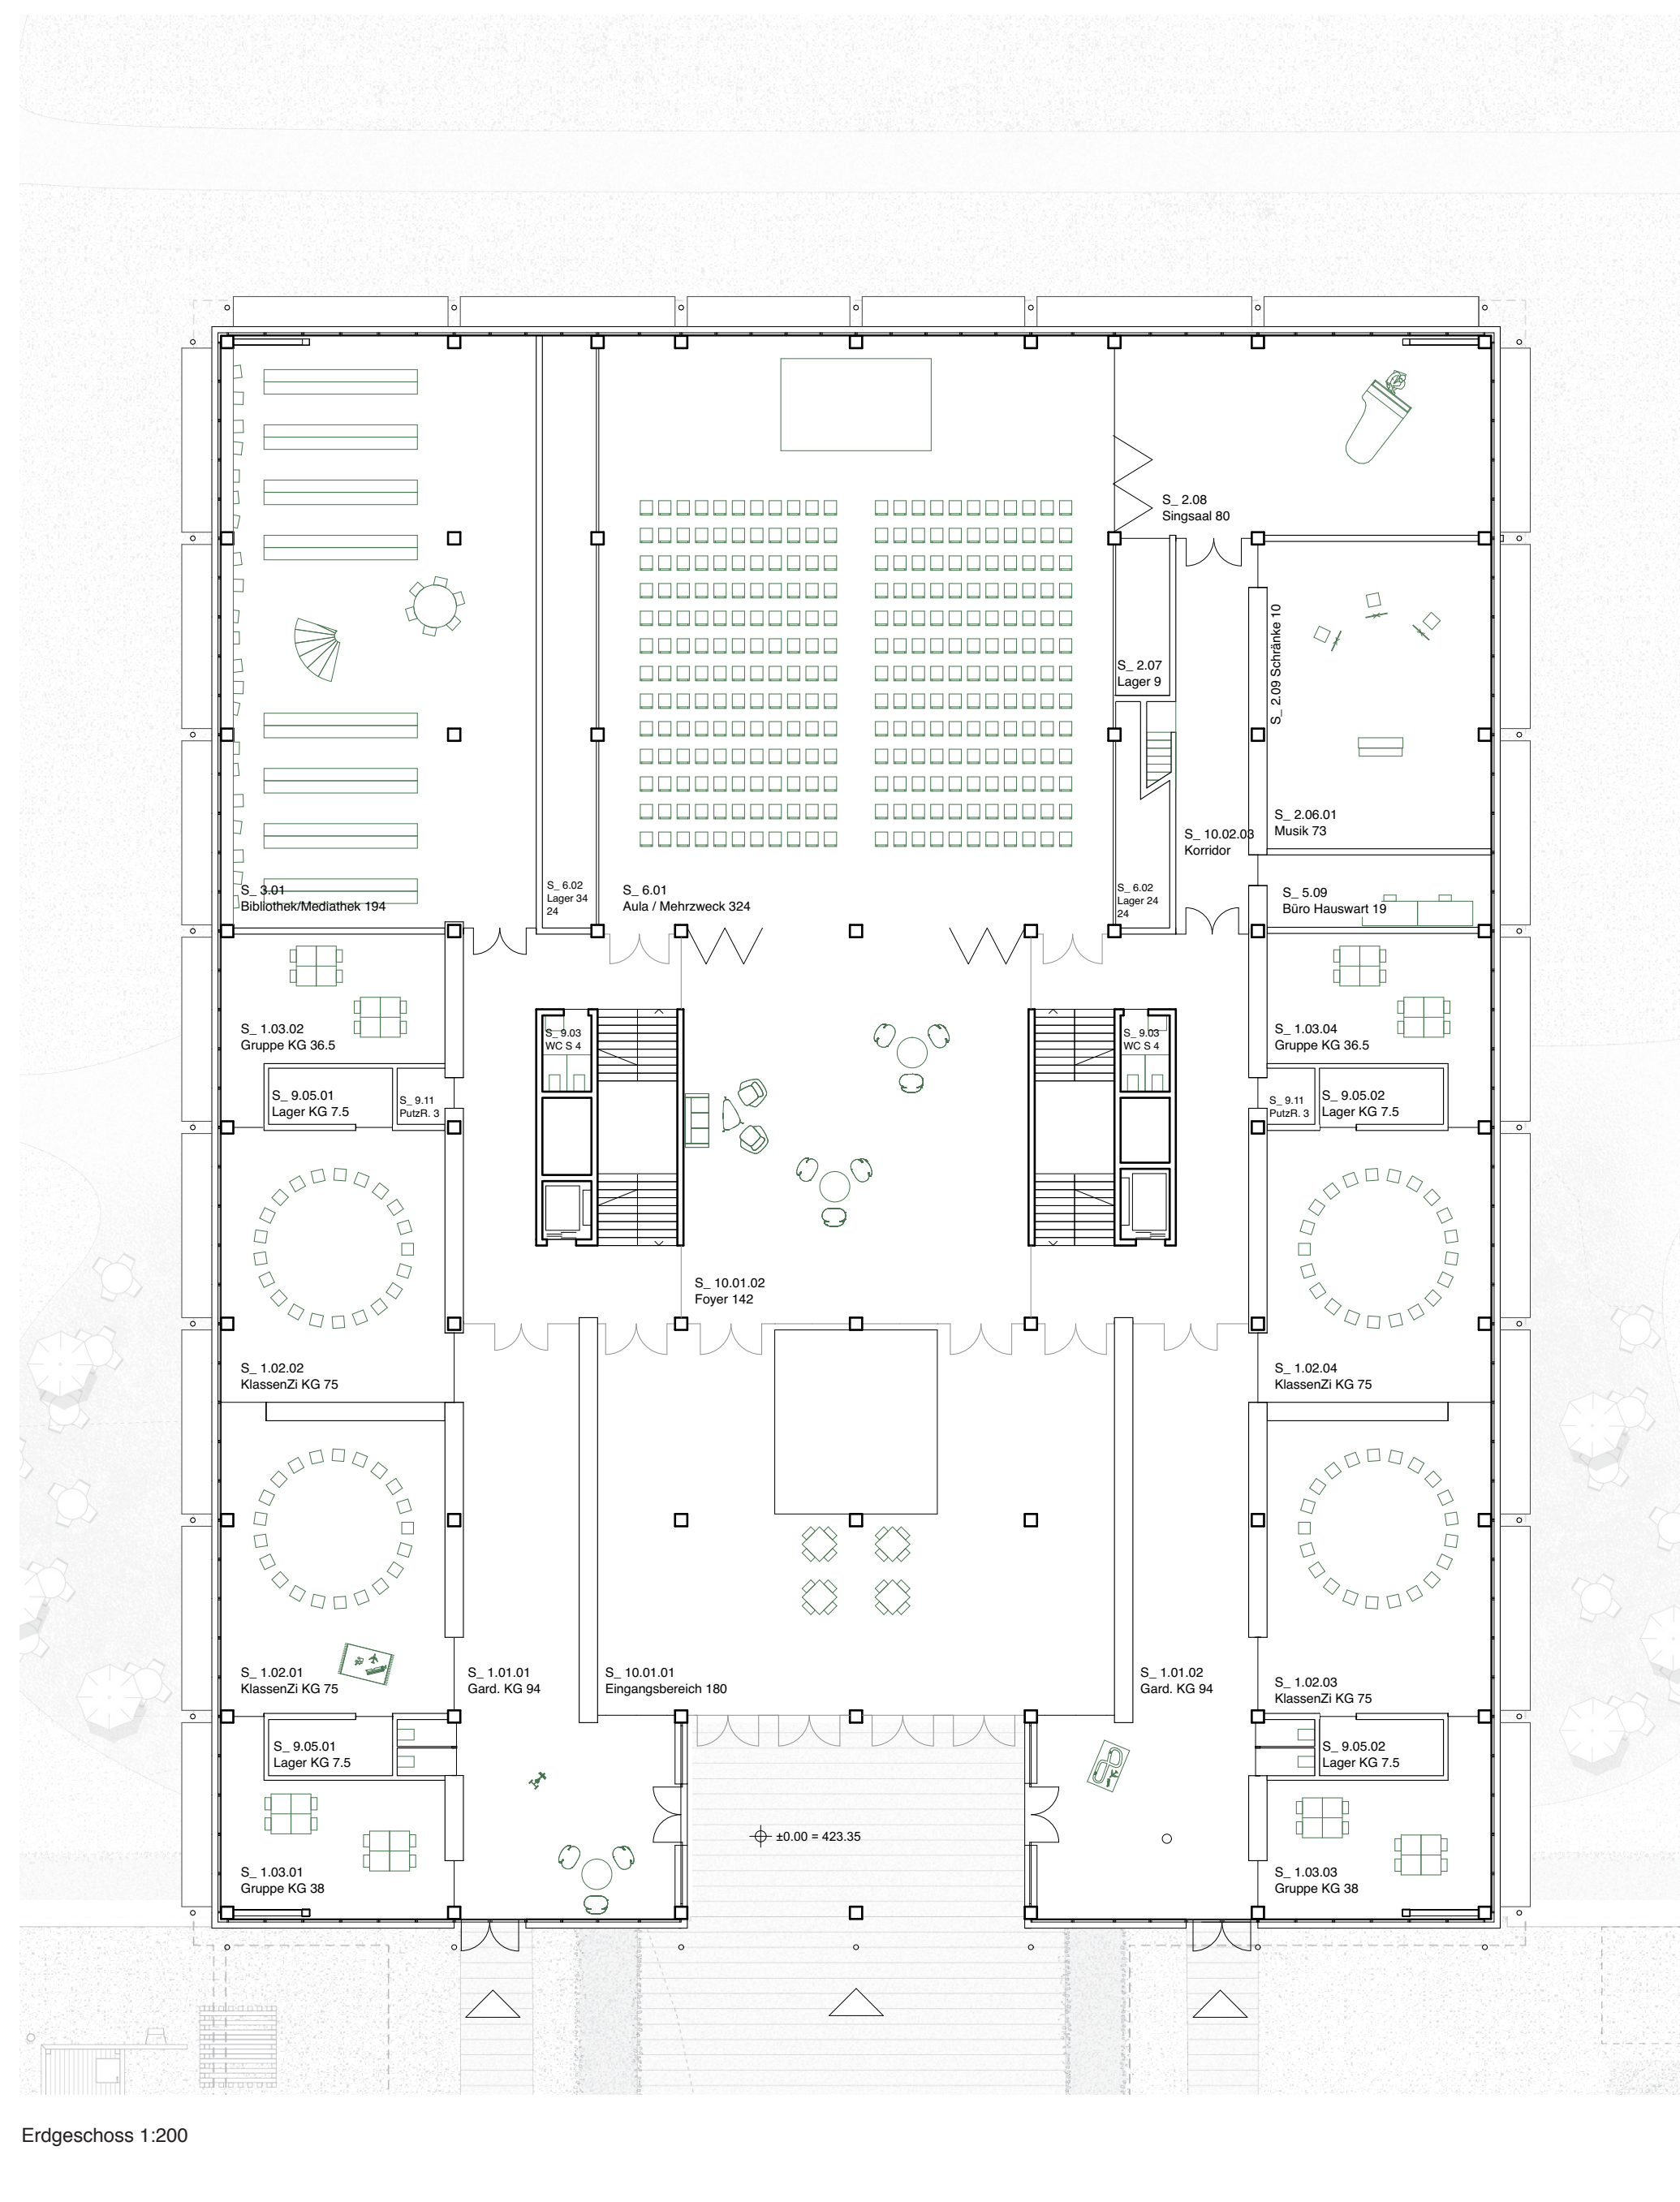 S_ 2.08
Singsaal 80
S_ 2.09 Schränke 10
S_ 2.07
Lager 9
S_ 2.06.01
Musik 73
S_ 10.02.03
Korridor
S_ 3.01
Bibliothek/Mediathek 194
S_ 6.02
Lager 34
24
S_ 6.01
Aula / Mehrzweck 324
S_ 6.02
Lager 24
24
S_ 5.09
Büro Hauswart 19
S_ 1.03.02
Gruppe KG 36.5
S_ 9.03
WC S 4
S_ 9.03
WC S 4
S_ 1.03.04
Gruppe KG 36.5
S_ 9.05.01
Lager KG 7.5
S_ 9.11
PutzR. 3
S_ 9.11
PutzR. 3
S_ 9.05.02
Lager KG 7.5
S_ 10.01.02
Foyer 142
S_ 1.02.02
KlassenZi KG 75
S_ 1.02.04
KlassenZi KG 75
S_ 1.02.01
KlassenZi KG 75
S_ 1.01.01
Gard. KG 94
S_ 10.01.01
Eingangsbereich 180
S_ 1.01.02
Gard. KG 94
S_ 1.02.03
KlassenZi KG 75
S_ 9.05.01
Lager KG 7.5
S_ 9.05.02
Lager KG 7.5
±0.00 = 423.35
S_ 1.03.01
Gruppe KG 38
S_ 1.03.03
Gruppe KG 38
Erdgeschoss 1:200